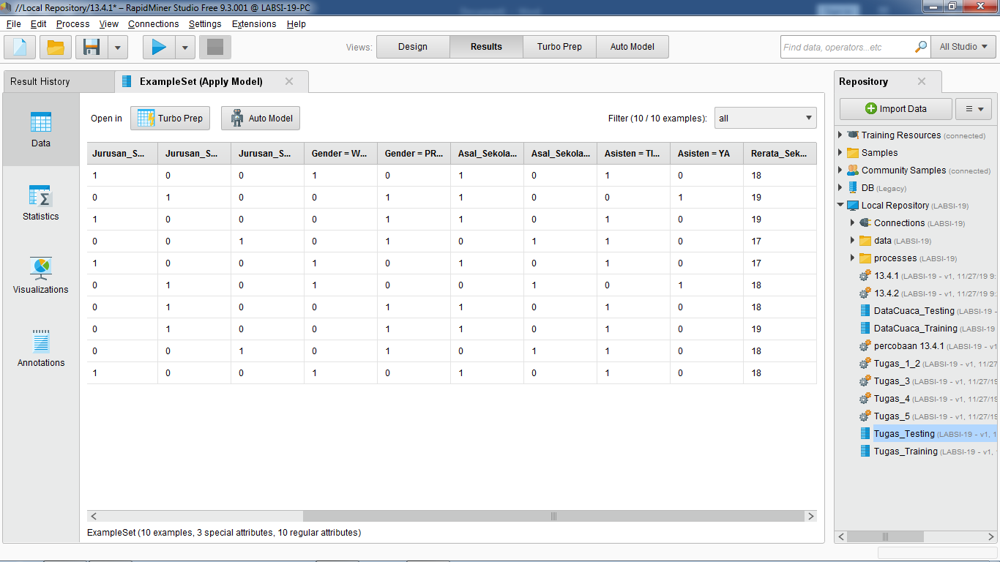 //Local Repository/13.4.1* – RapidMiner Studio Free 9.3.001 @ LABSI-19-PC
File Edit Process View Connections Settings Extensions Help
Views: Design Results Turbo Prep Auto Model Find data, operators...etc All Studio
Result History ExampleSet (Apply Model)
Repository
Open in Turbo Prep Auto Model Filter (10 / 10 examples): all
Import Data
Data
Statistics
Visualizations
Annotations
Jurusan_S... Jurusan_S... Jurusan_S... Gender = W... Gender = PR... Asal_Sekola... Asal_Sekola... Asisten = TI... Asisten = YA Rerata_Sek...
1 0 0 1 0 1 0 1 0 18
0 1 0 0 1 1 0 0 1 19
1 0 0 0 1 1 0 1 0 19
0 0 1 0 1 0 1 1 0 17
1 0 0 1 0 1 0 1 0 17
0 1 0 1 0 0 1 0 1 18
0 1 0 0 1 1 0 1 0 18
0 1 0 0 1 1 0 1 0 19
0 0 1 0 1 0 1 1 0 18
1 0 0 1 0 1 0 1 0 18
ExampleSet (10 examples, 3 special attributes, 10 regular attributes)
Training Resources (connected)
Samples
Community Samples (connected)
DB (Legacy)
Local Repository (LABSI-19)
Connections (LABSI-19)
data (LABSI-19)
processes (LABSI-19)
13.4.1 (LABSI-19 - v1, 11/27/19 9:
13.4.2 (LABSI-19 - v1, 11/27/19 9:
DataCuaca_Testing (LABSI-19 - v1
DataCuaca_Training (LABSI-19
percobaan 13.4.1 (LABSI-19 - v1
Tugas_1_2 (LABSI-19 - v1, 11/27
Tugas_3 (LABSI-19 - v1, 11/27/19
Tugas_4 (LABSI-19 - v1, 11/27/19
Tugas_5 (LABSI-19 - v1, 11/27/19
Tugas_Testing (LABSI-19 - v1, 1
Tugas_Training (LABSI-19 - v1,